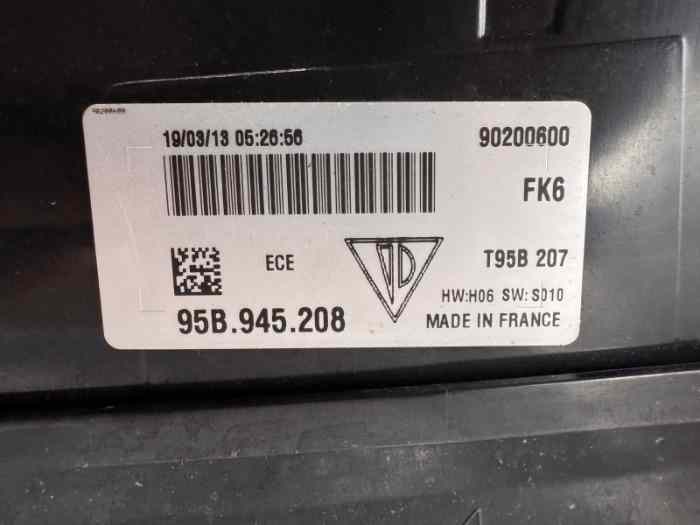 90200600
19/03/13 05:26:56 90200600
FK6
ECE T95B 207
HW:H06 SW:S010
95B.945.208 MADE IN FRANCE